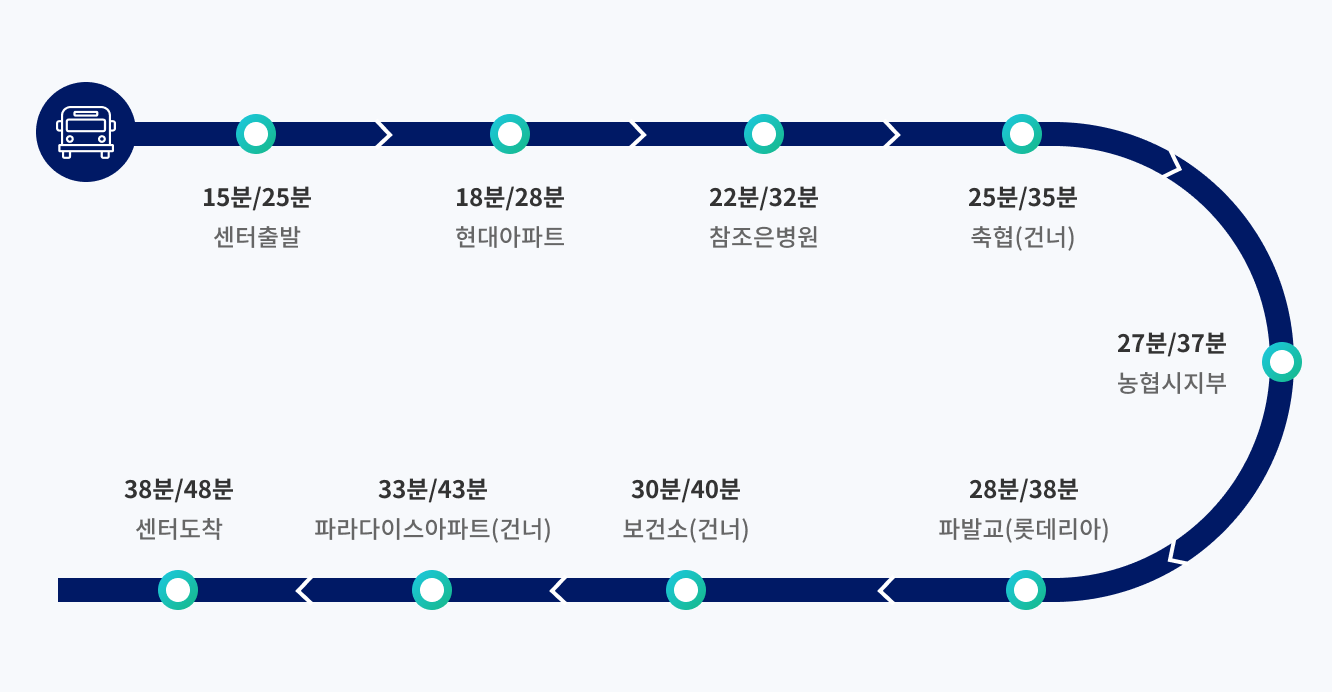 15분/25분
센터출발
18분/28분
현대아파트
22분/32분
참조은병원
25분/35분
축협(건너)
27분/37분
농협시지부
28분/38분
파발교(롯데리아)
30분/40분
보건소(건너)
33분/43분
파라다이스아파트(건너)
38분/48분
센터도착